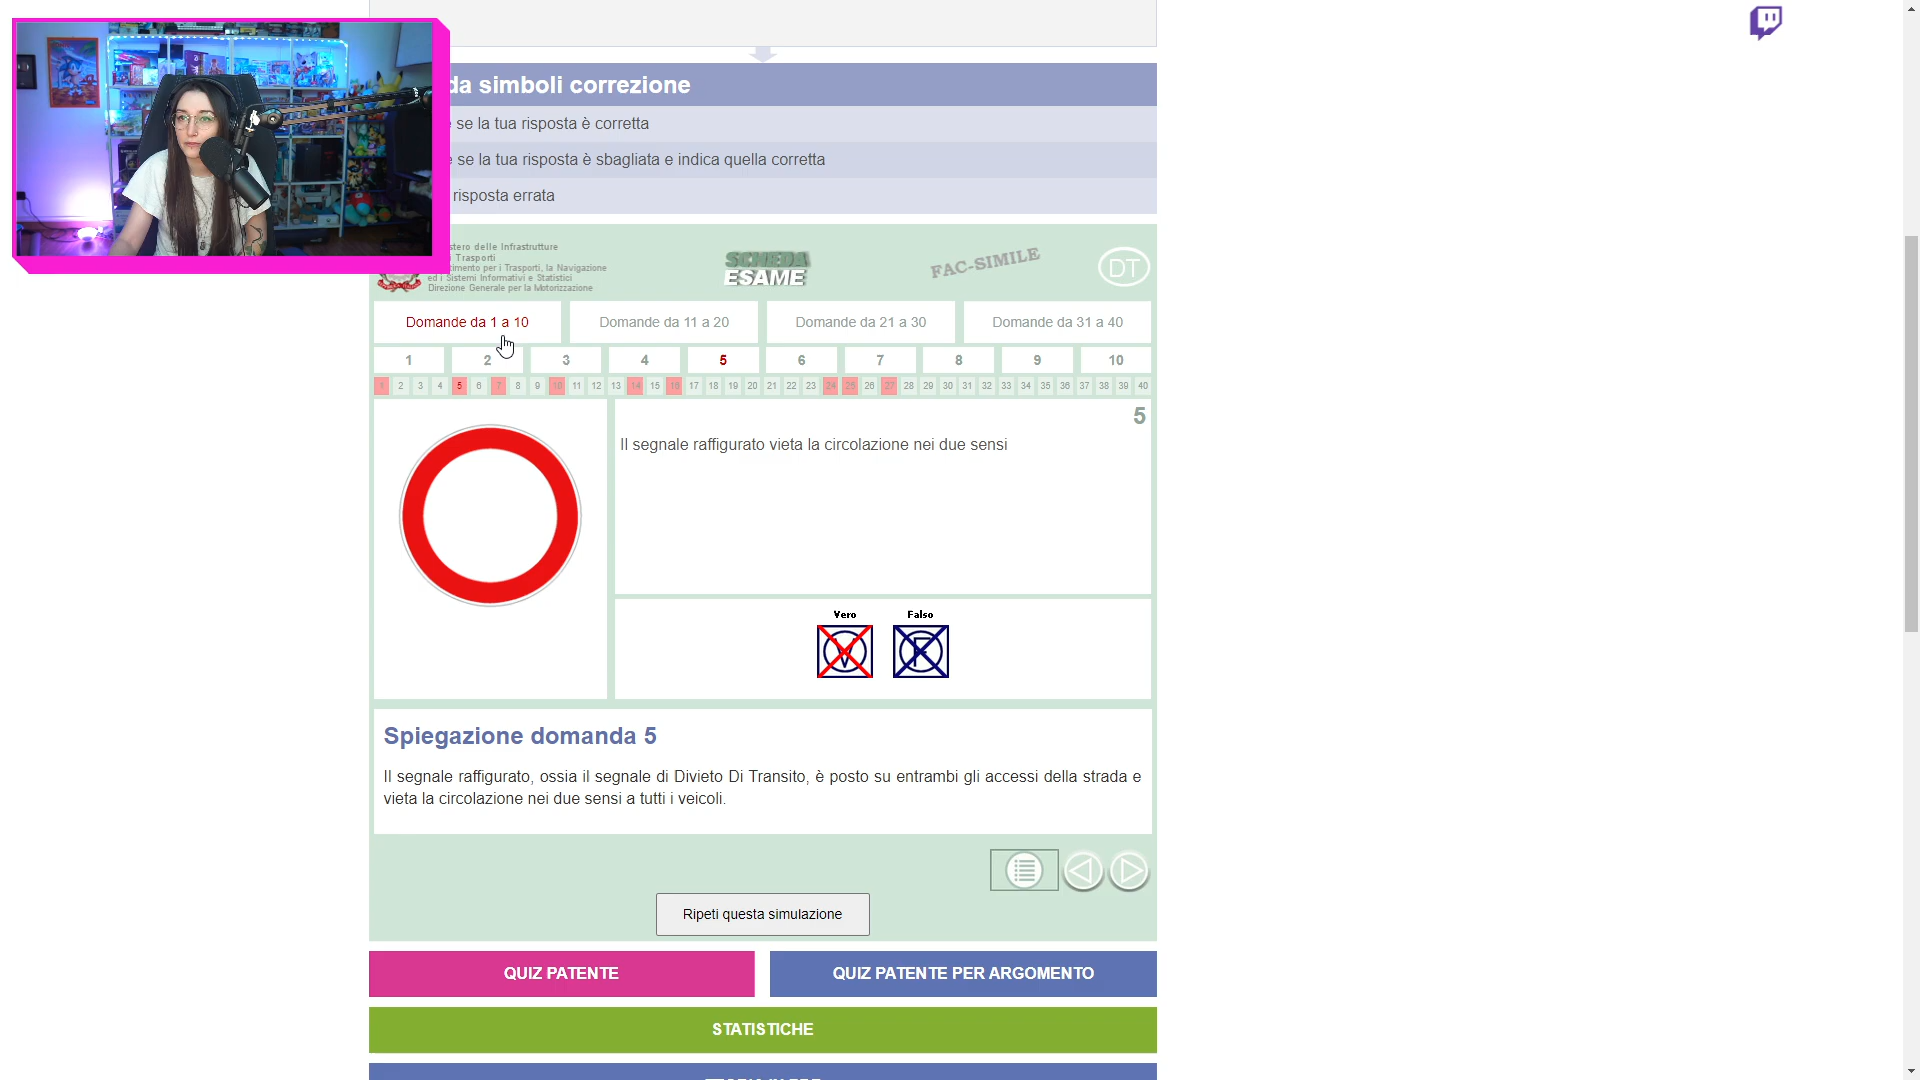 da simboli correzione
se la tua risposta è corretta
se la tua risposta è sbagliata e indica quella corretta
risposta errata
stero delle Infrastrutture
Trasporti
timento per i Trasporti, la Navigazione
ed i Sistemi Informativi e Statistici
Direzione Generale per la Motorizzazione
SCHEDA
ESAME
FAC-SIMILE
DT
Domande da 1 a 10
Domande da 11 a 20
Domande da 21 a 30
Domande da 31 a 40
1 2 3 4 5 6 7 8 9 10
1 2 3 4 5 6 7 8 9 10 11 12 13 14 15 16 17 18 19 20 21 22 23 24 25 26 27 28 29 30 31 32 33 34 35 36 37 38 39 40
5
Il segnale raffigurato vieta la circolazione nei due sensi
Vero Falso
V F
Spiegazione domanda 5
Il segnale raffigurato, ossia il segnale di Divieto Di Transito, è posto su entrambi gli accessi della strada e
vieta la circolazione nei due sensi a tutti i veicoli.
Ripeti questa simulazione
QUIZ PATENTE
QUIZ PATENTE PER ARGOMENTO
STATISTICHE